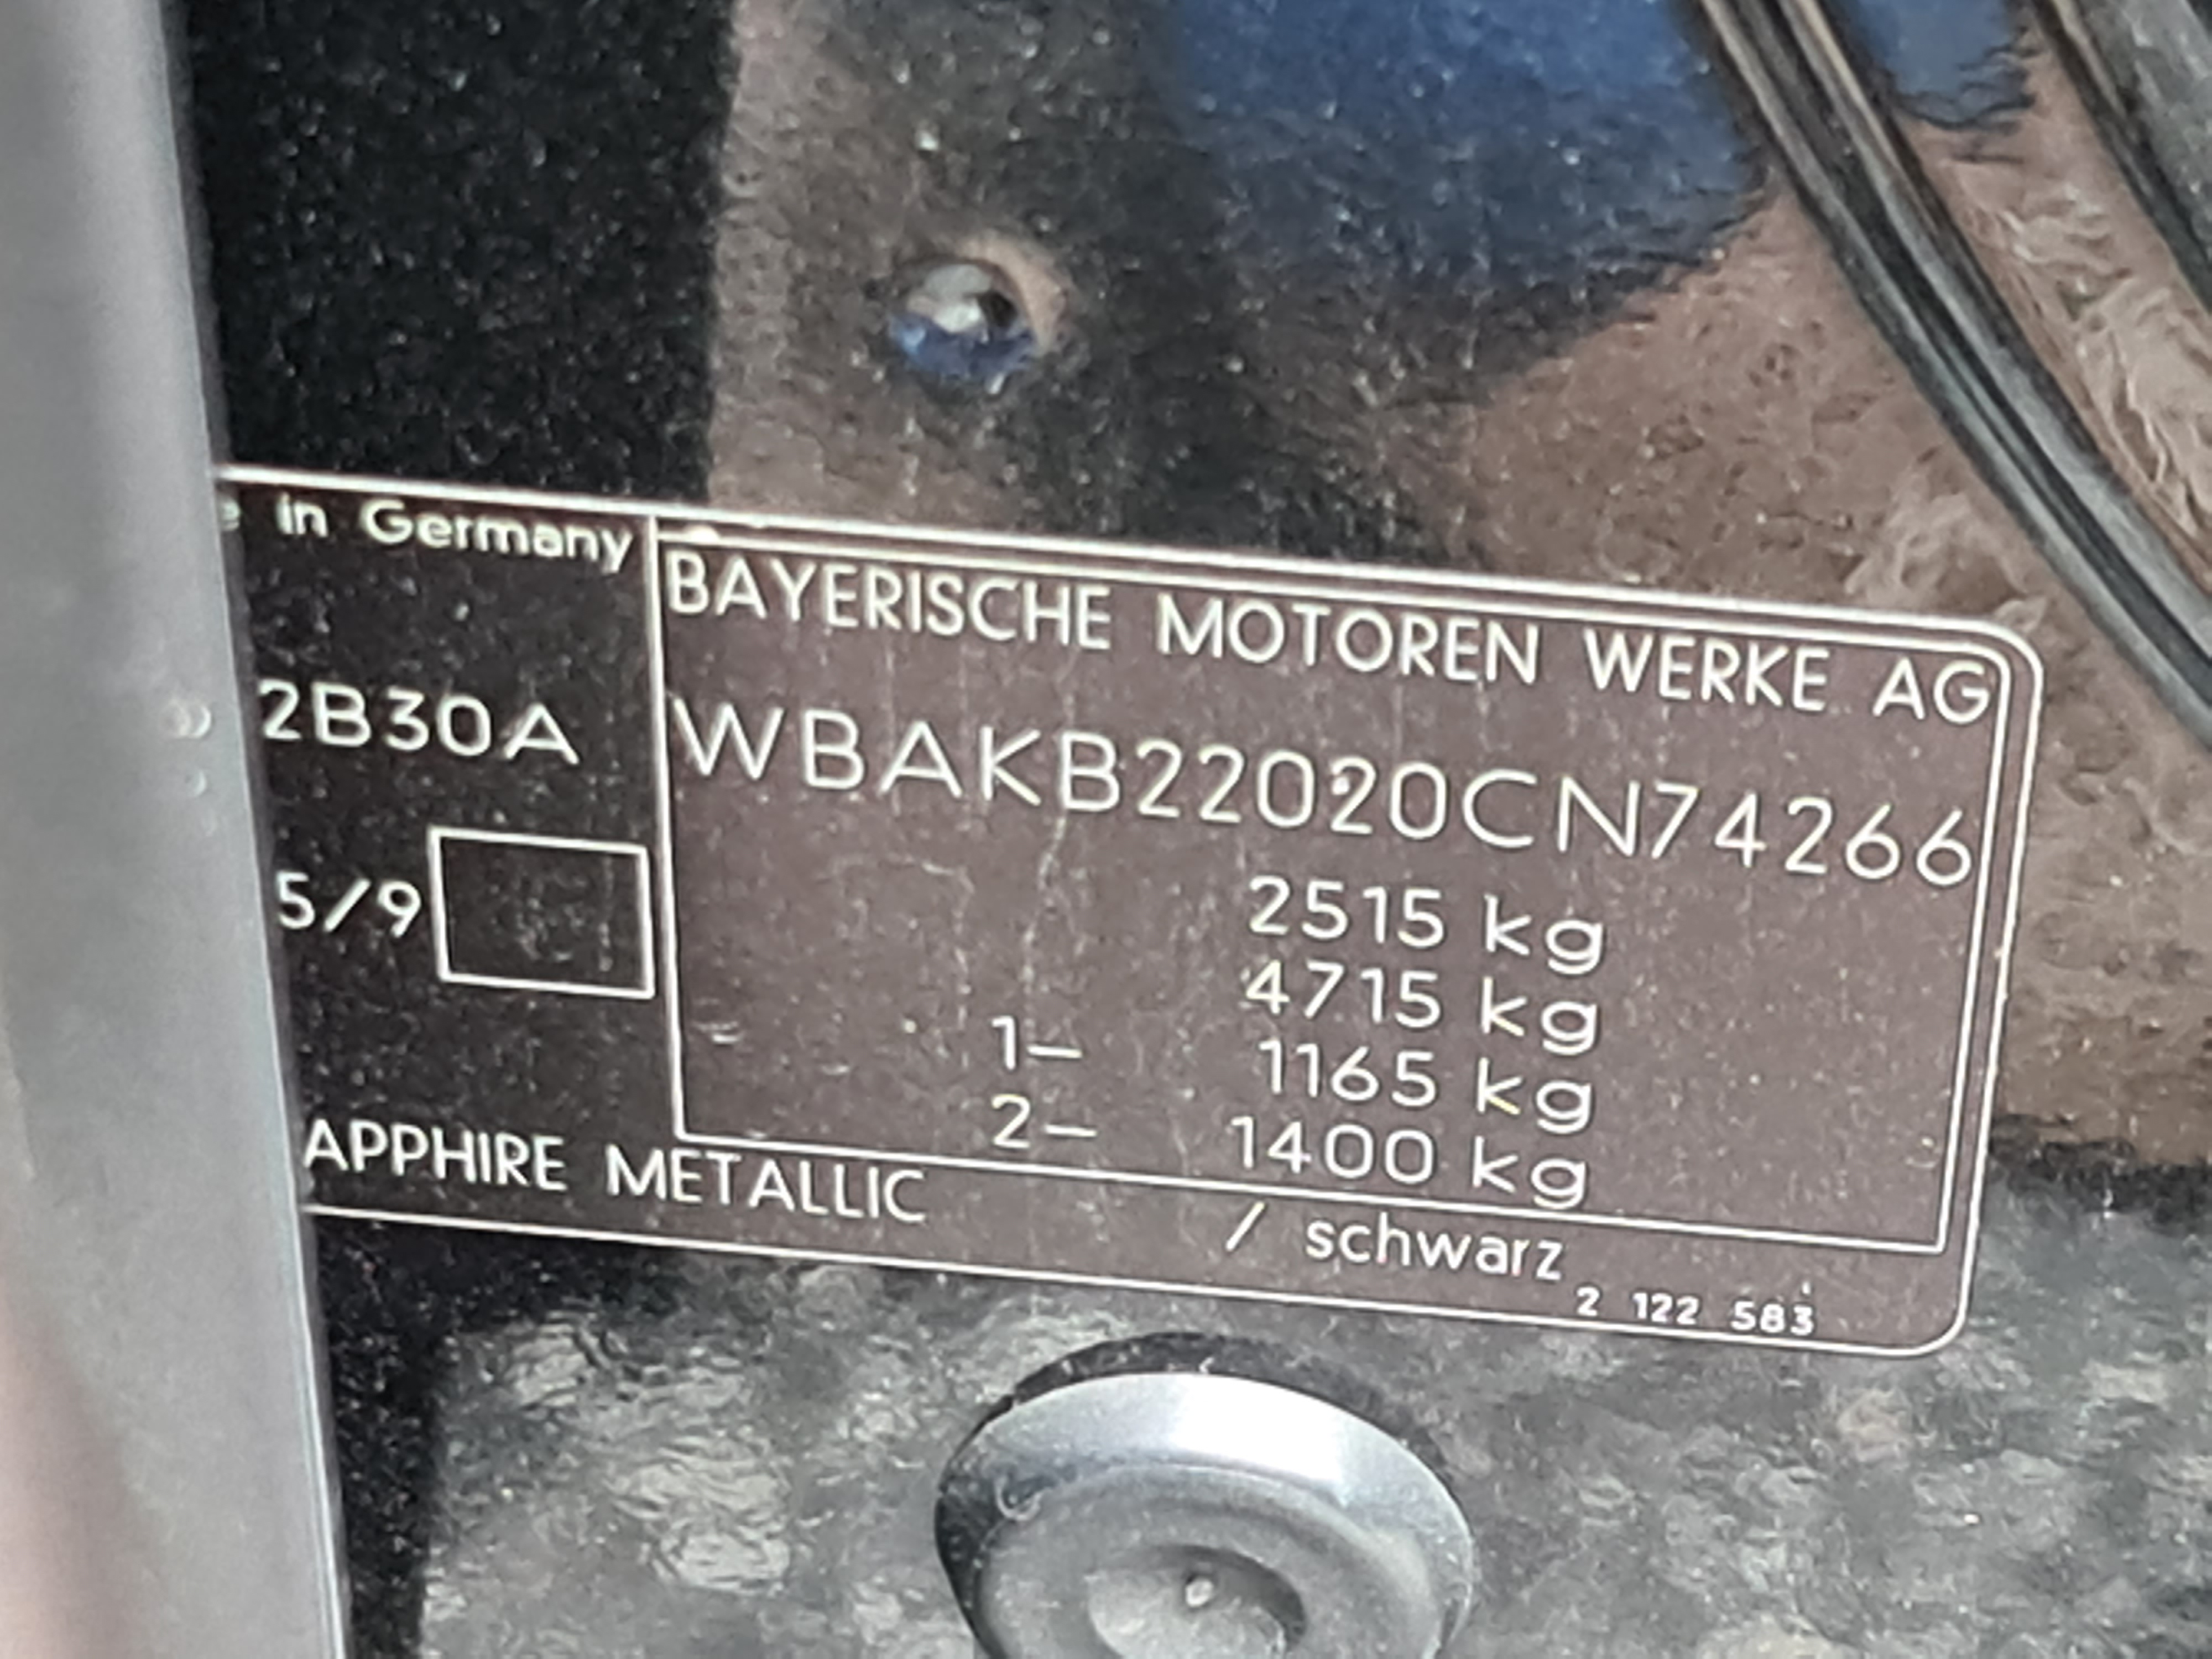 in Germany
BAYERISCHE MOTOREN WERKE AG
2B30A
WBAKB22020CN74266
5/9
2515 kg
4715 kg
1- 1165 kg
2- 1400 kg
APPHIRE METALLIC / schwarz
2 122 583